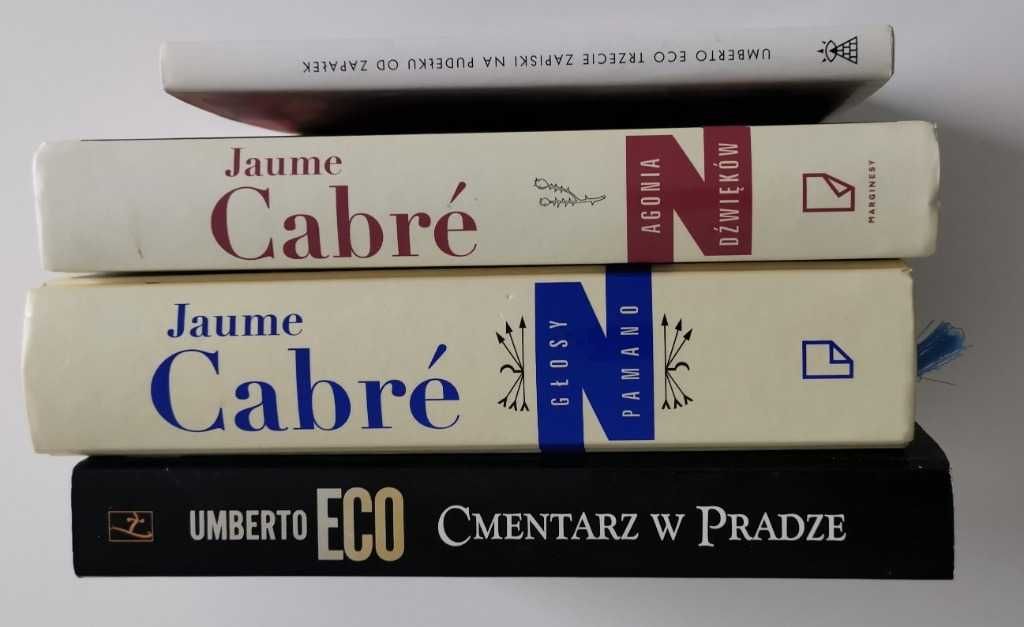 UMBERTO ECO TRZECIE ZAPISKI NA PUDEŁKU OD ZAPAŁEK
Jaume
Cabré
AGONIA
DŹWIĘKÓW
MARGINESY
Jaume
Cabré
GŁOSY
PAMANO
UMBERTO ECO CMENTARZ W PRADZE